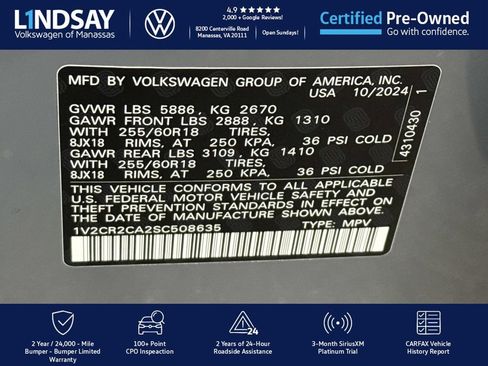 L1NDSAY
Volkswagen of Manassas
4.9 ★★★★★
2,000 + Google Reviews!
8200 Centerville Road
Manassas, VA 20111
Open Sundays!
Certified Pre-Owned
Go with confidence.
MFD BY VOLKSWAGEN GROUP OF AMERICA, INC.
USA 10/2024
GVWR LBS 5886, KG 2670
GAWR FRONT LBS 2888, KG 1310
WITH 255/60R18 TIRES,
8JX18 RIMS, AT 250 KPA, 36 PSI COLD
GAWR REAR LBS 3109, KG 1410
WITH 255/60R18 TIRES,
8JX18 RIMS, AT 250 KPA, 36 PSI COLD
THIS VEHICLE CONFORMS TO ALL APPLICABLE
U.S. FEDERAL MOTOR VEHICLE SAFETY AND
THEFT PREVENTION STANDARDS IN EFFECT ON
THE DATE OF MANUFACTURE SHOWN ABOVE.
1V2CR2CA2SC508635 TYPE: MPV
4310430 1
2 Year / 24,000 - Mile
Bumper - Bumper Limited
Warranty
100+ Point
CPO Inspeaction
24
2 Years of 24-Hour
Roadside Assistance
3-Month SiriusXM
Platinum Trial
CARFAX Vehicle
History Report